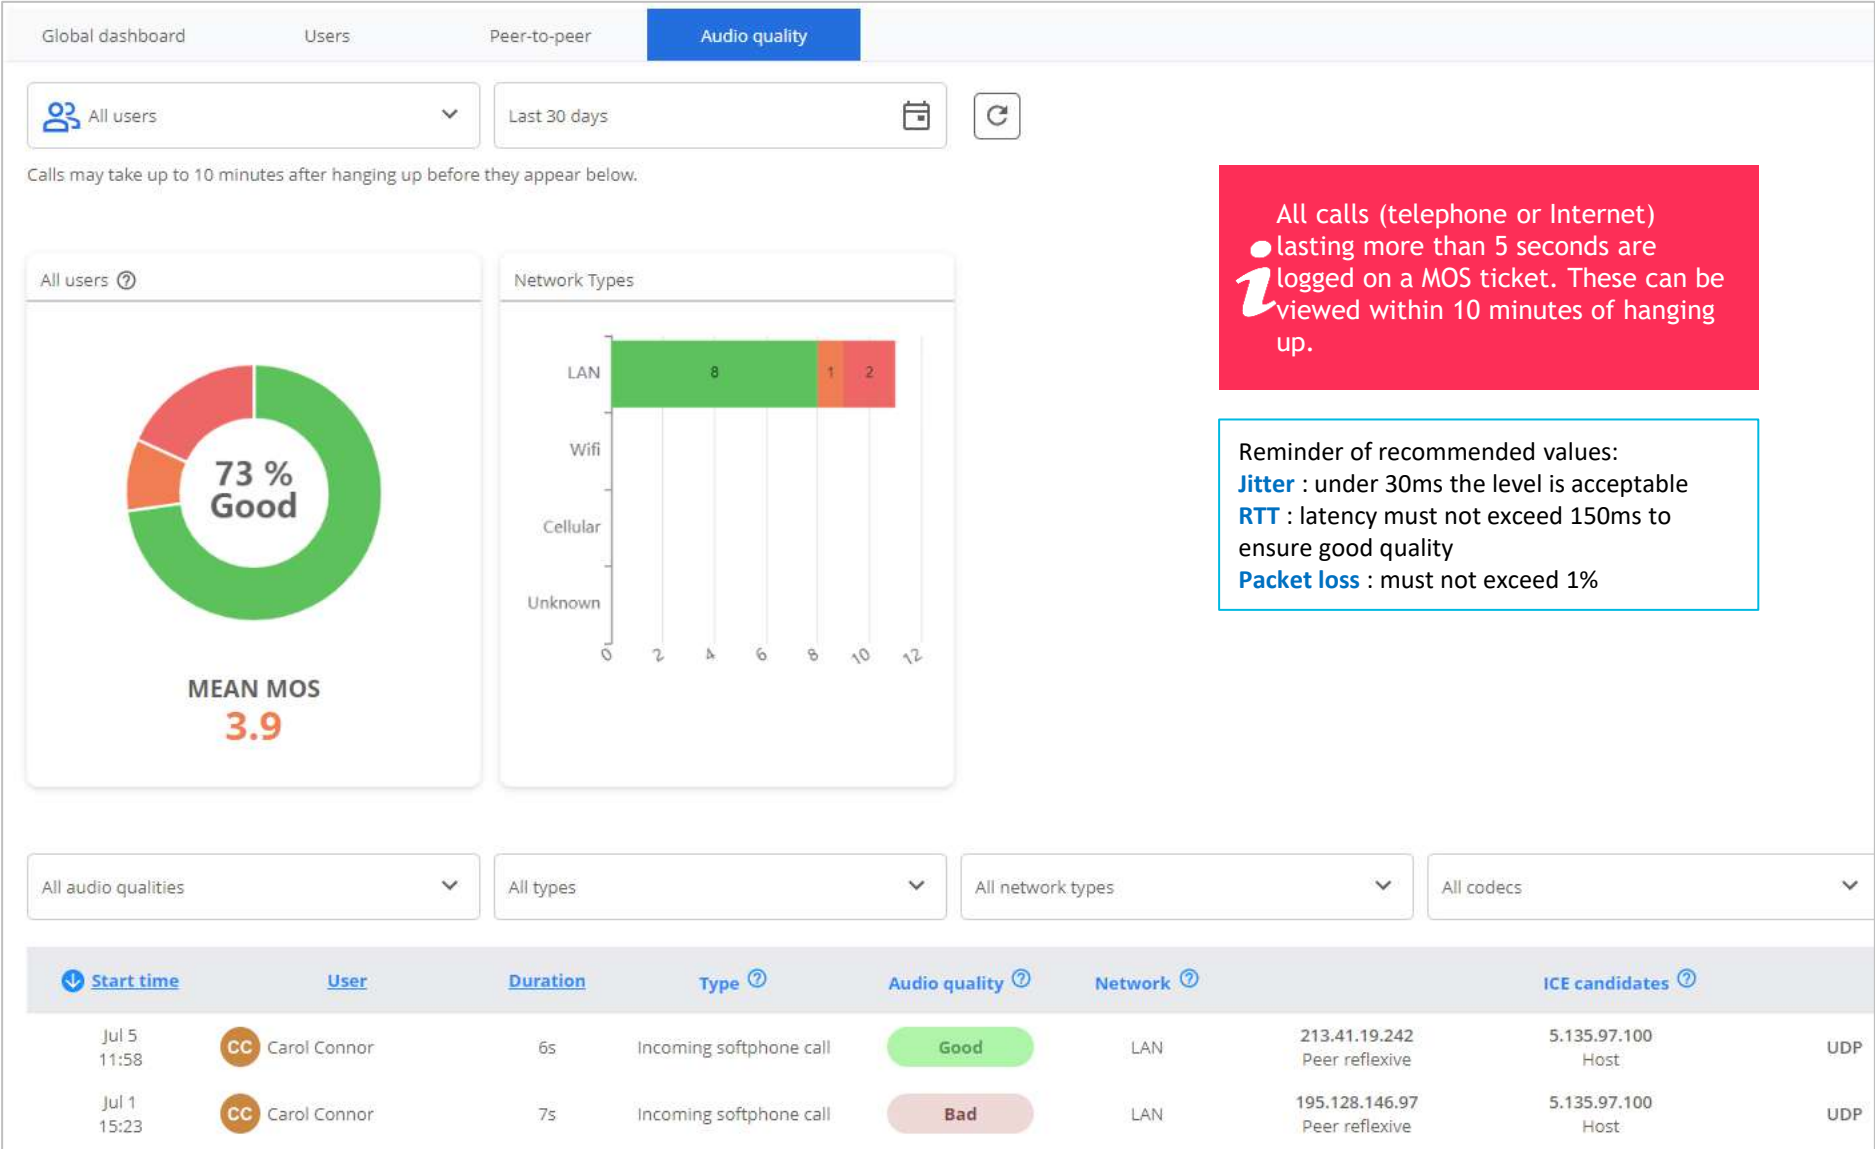 Global dashboard Users Peer-to-peer Audio quality
All users Last 30 days
Calls may take up to 10 minutes after hanging up before they appear below.
All calls (telephone or Internet)
lasting more than 5 seconds are
logged on a MOS ticket. These can be
viewed within 10 minutes of hanging
up.
All users
73 %
Good
MEAN MOS
3.9
Network Types
LAN 8 1 2
Wifi
Cellular
Unknown
0 2 4 6 8 10 12
Reminder of recommended values:
Jitter : under 30ms the level is acceptable
RTT : latency must not exceed 150ms to
ensure good quality
Packet loss : must not exceed 1%
All audio qualities All types All network types All codecs
Start time User Duration Type Audio quality Network ICE candidates
Jul 5
11:58
CC Carol Connor 6s Incoming softphone call Good LAN
213.41.19.242
Peer reflexive
5.135.97.100
Host
UDP
Jul 1
15:23
CC Carol Connor 7s Incoming softphone call Bad LAN
195.128.146.97
Peer reflexive
5.135.97.100
Host
UDP